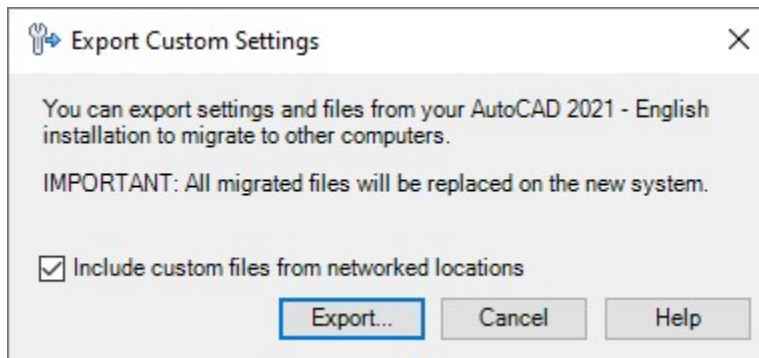 Export Custom Settings
You can export settings and files from your AutoCAD 2021 - English
installation to migrate to other computers.
IMPORTANT: All migrated files will be replaced on the new system.
Include custom files from networked locations
Export... Cancel Help